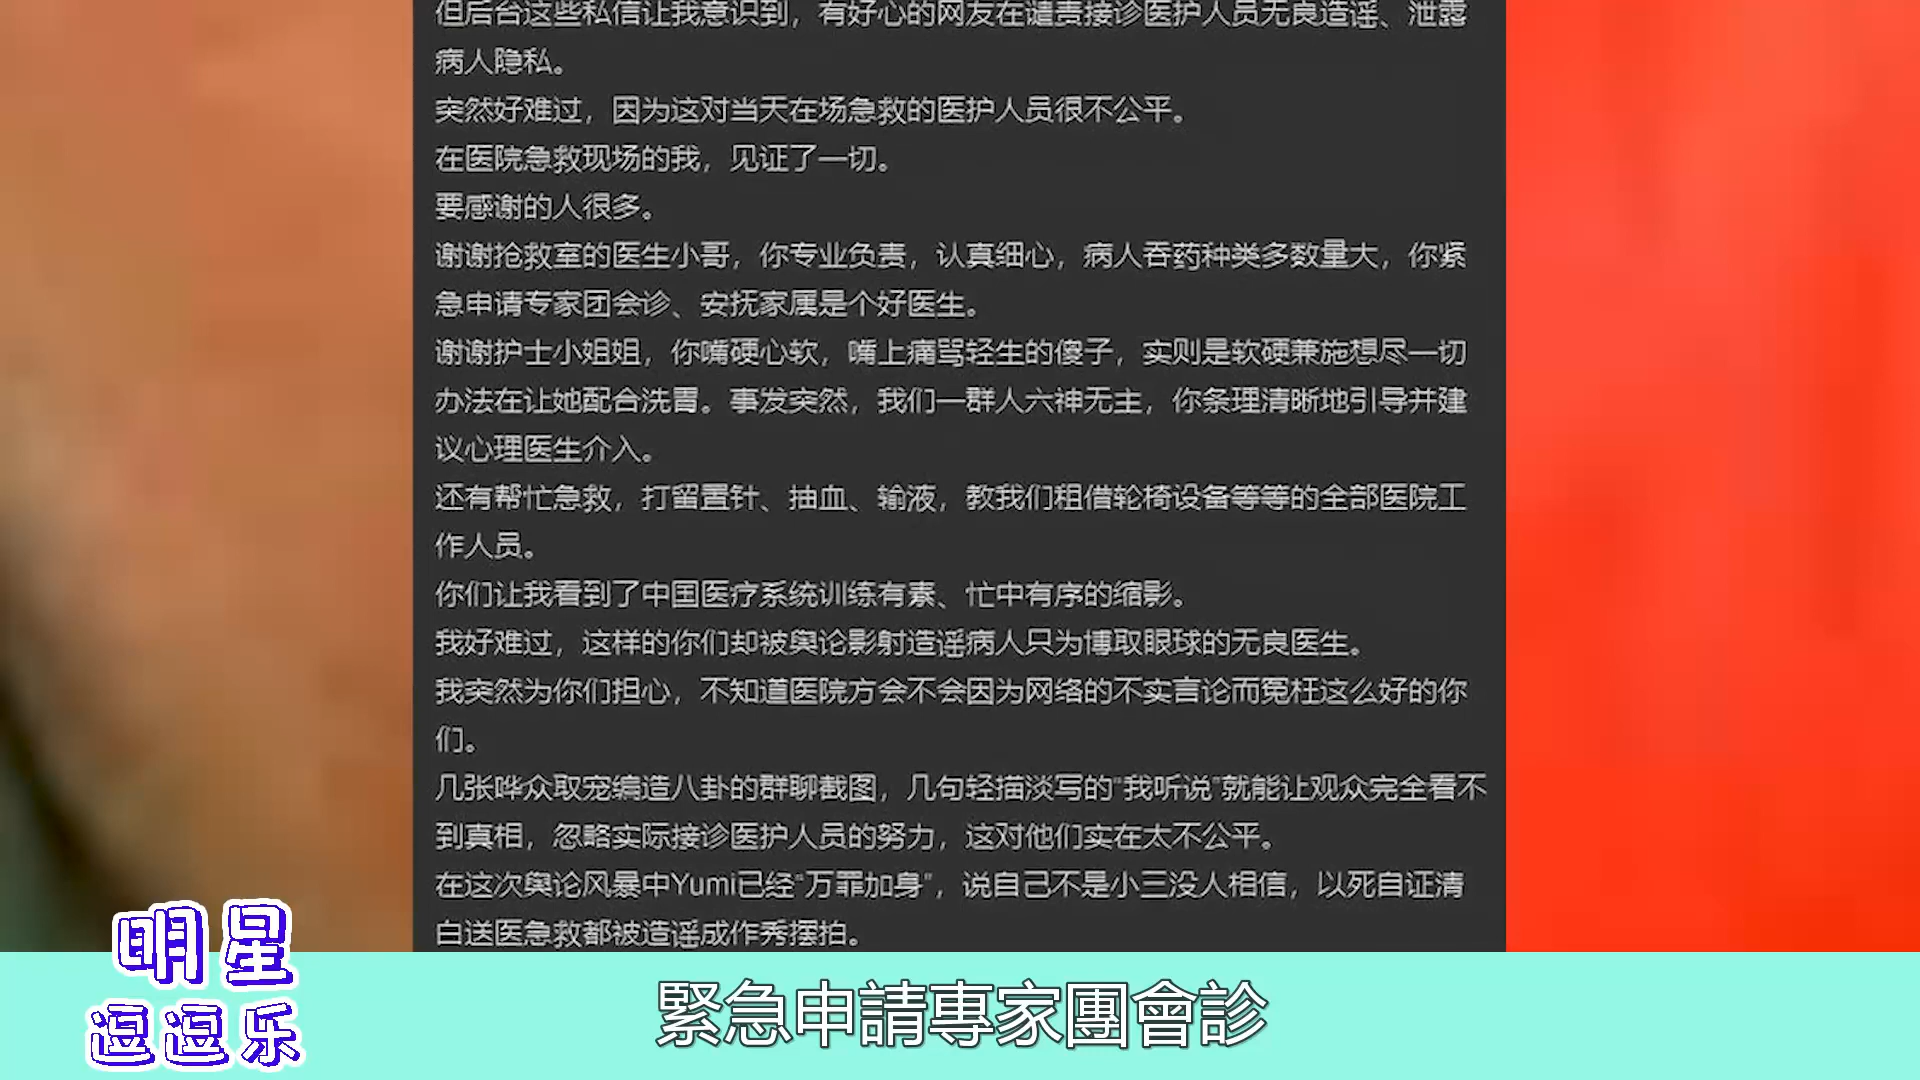 但后台这些私信让我意识到，有好心的网友在谴责接诊医护人员无良造谣、泄露
病人隐私。
突然好难过，因为这对当天在场急救的医护人员很不公平。
在医院急救现场的我，见证了一切。
要感谢的人很多。
谢谢抢救室的医生小哥，你专业负责，认真细心，病人吞药种类多数量大，你紧
急申请专家团会诊、安抚家属是个好医生。
谢谢护士小姐姐，你嘴硬心软，嘴上痛骂轻生的傻子，实则是软硬兼施想尽一切
办法在让她配合洗胃。事发突然，我们一群人六神无主，你条理清晰地引导并建
议心理医生介入。
还有帮忙急救，打留置针、抽血、输液，教我们租借轮椅设备等等的全部医院工
作人员。
你们让我看到了中国医疗系统训练有素、忙中有序的缩影。
我好难过，这样的你们却被舆论影射造谣病人只为博取眼球的无良医生。
我突然为你们担心，不知道医院方会不会因为网络的不实言论而冤枉这么好的你
们。
几张哗众取宠编造八卦的群聊截图，几句轻描淡写的“我听说”就能让观众完全看不
到真相，忽略实际接诊医护人员的努力，这对他们实在太不公平。
在这次舆论风暴中Yumi已经“万罪加身”，说自己不是小三没人相信，以死自证清
白送医急救都被造谣成作秀摆拍。
明星
逗逗乐
緊急申請專家團會診